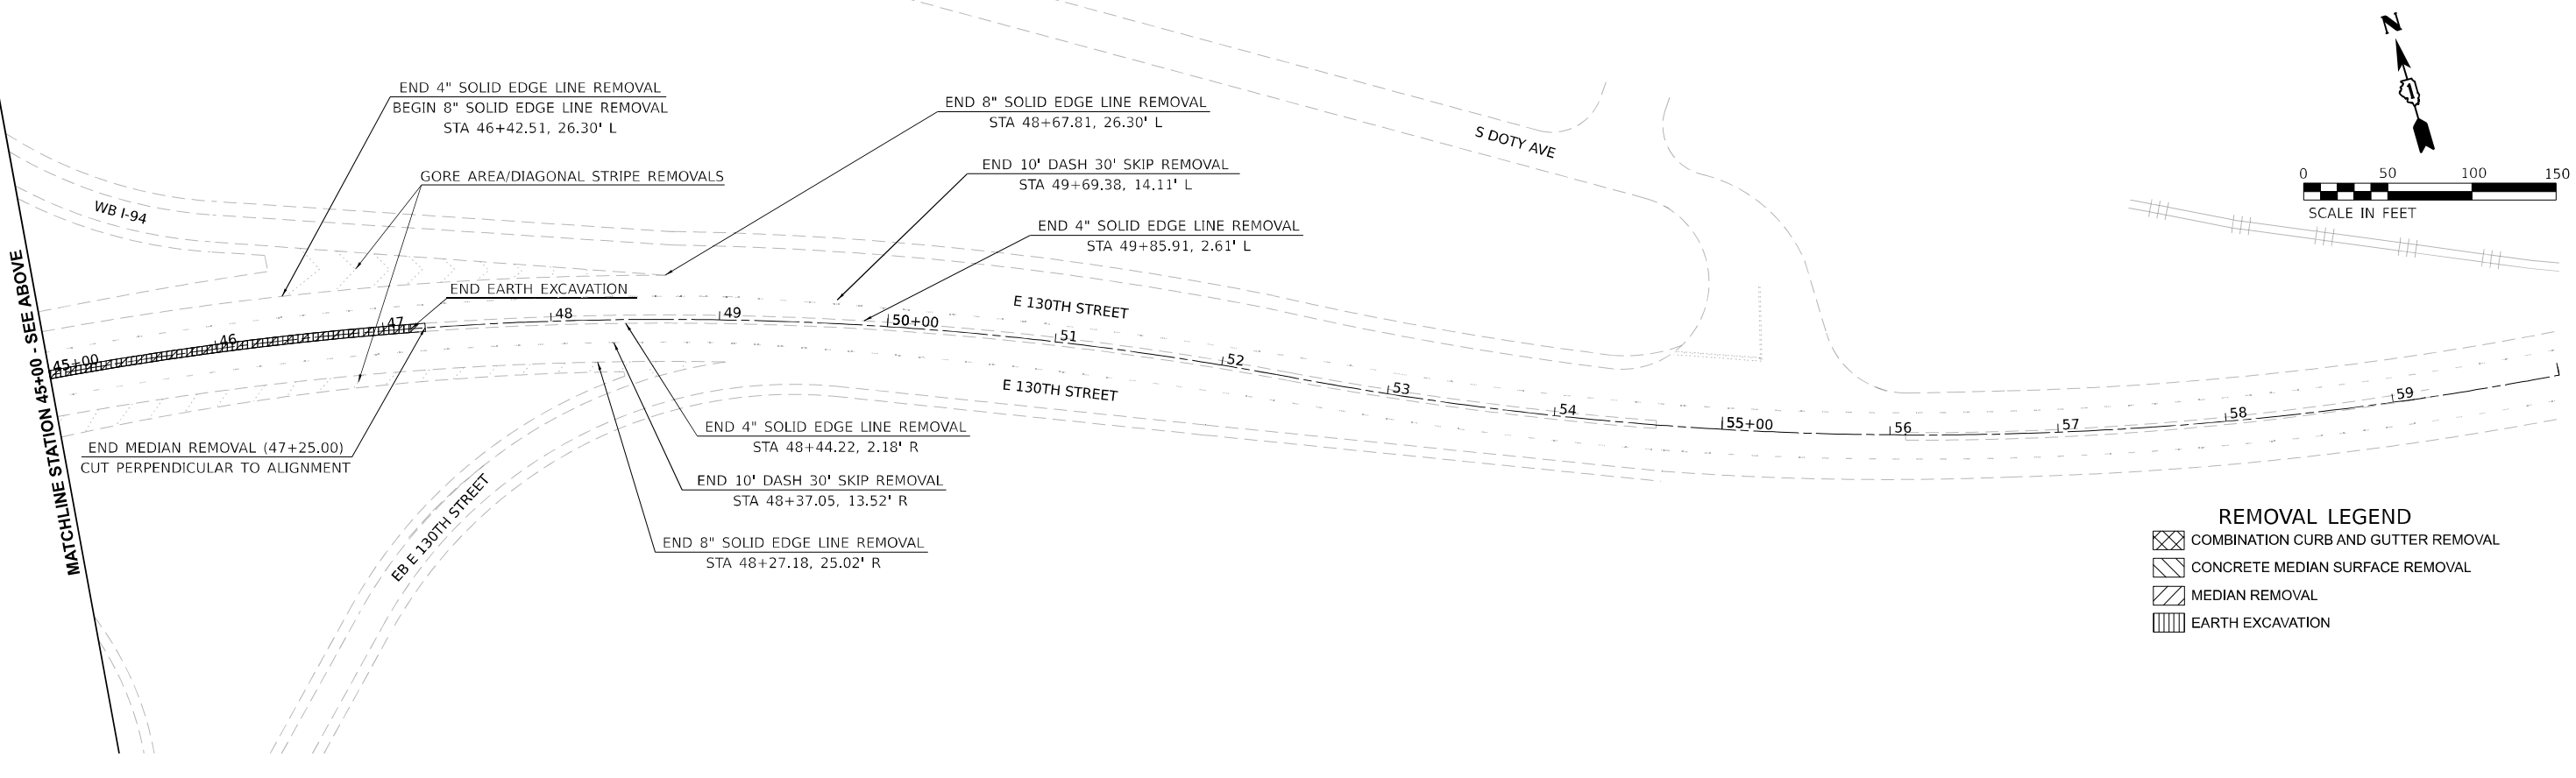 END 4" SOLID EDGE LINE REMOVAL
BEGIN 8" SOLID EDGE LINE REMOVAL
STA 46+42.51, 26.30' L
GORE AREA/DIAGONAL STRIPE REMOVALS
END 8" SOLID EDGE LINE REMOVAL
STA 48+67.81, 26.30' L
END 10' DASH 30' SKIP REMOVAL
STA 49+69.38, 14.11' L
END 4" SOLID EDGE LINE REMOVAL
STA 49+85.91, 2.61' L
S DOTY AVE
N
1
0 50 100 150
SCALE IN FEET
WB I-94
MATCHLINE STATION 45+00 - SEE ABOVE
END EARTH EXCAVATION
E 130TH STREET
45+00
46
47
48
49
50+00
51
52
53
54
55+00
56
57
58
59
E 130TH STREET
END MEDIAN REMOVAL (47+25.00)
CUT PERPENDICULAR TO ALIGNMENT
EB E 130TH STREET
END 4" SOLID EDGE LINE REMOVAL
STA 48+44.22, 2.18' R
END 10' DASH 30' SKIP REMOVAL
STA 48+37.05, 13.52' R
END 8" SOLID EDGE LINE REMOVAL
STA 48+27.18, 25.02' R
REMOVAL LEGEND
COMBINATION CURB AND GUTTER REMOVAL
CONCRETE MEDIAN SURFACE REMOVAL
MEDIAN REMOVAL
EARTH EXCAVATION